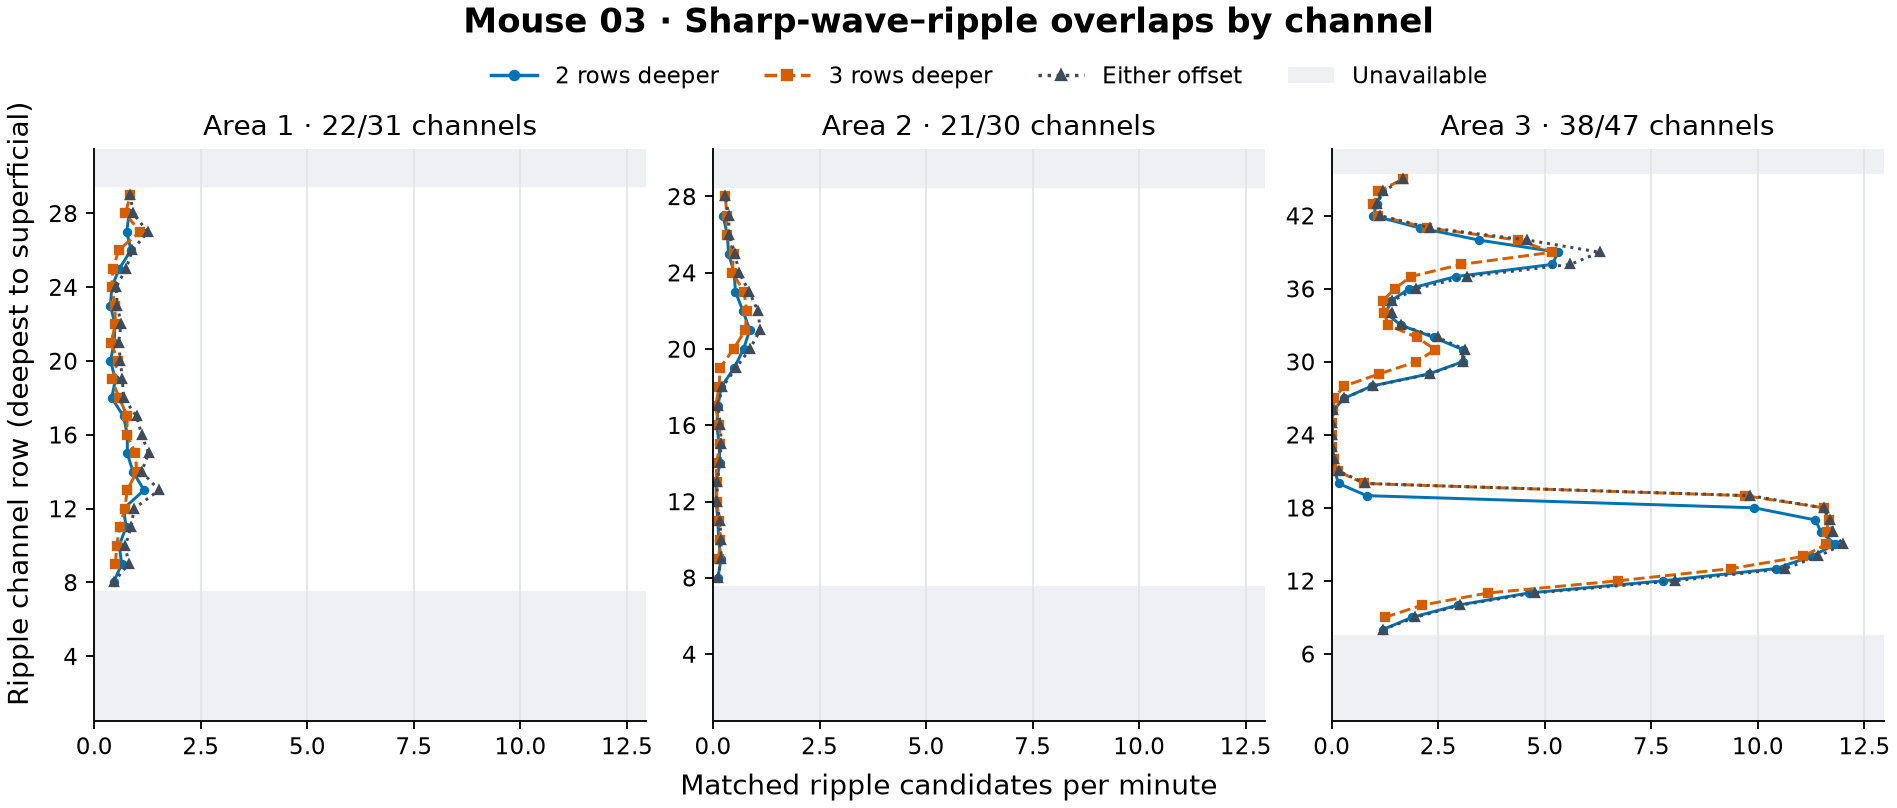 Mouse 03 · Sharp-wave–ripple overlaps by channel
2 rows deeper
3 rows deeper
Either offset
Unavailable
Ripple channel row (deepest to superficial)
Area 1 · 22/31 channels
28
24
20
16
12
8
4
0.0 2.5 5.0 7.5 10.0 12.5
Area 2 · 21/30 channels
28
24
20
16
12
8
4
0.0 2.5 5.0 7.5 10.0 12.5
Area 3 · 38/47 channels
42
36
30
24
18
12
6
0.0 2.5 5.0 7.5 10.0 12.5
Matched ripple candidates per minute